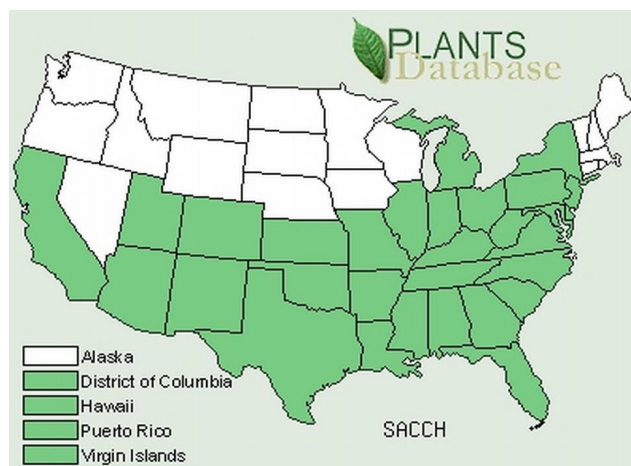 PLANTS
Database
Alaska
District of Columbia
Hawaii
Puerto Rico
Virgin Islands
SACCH